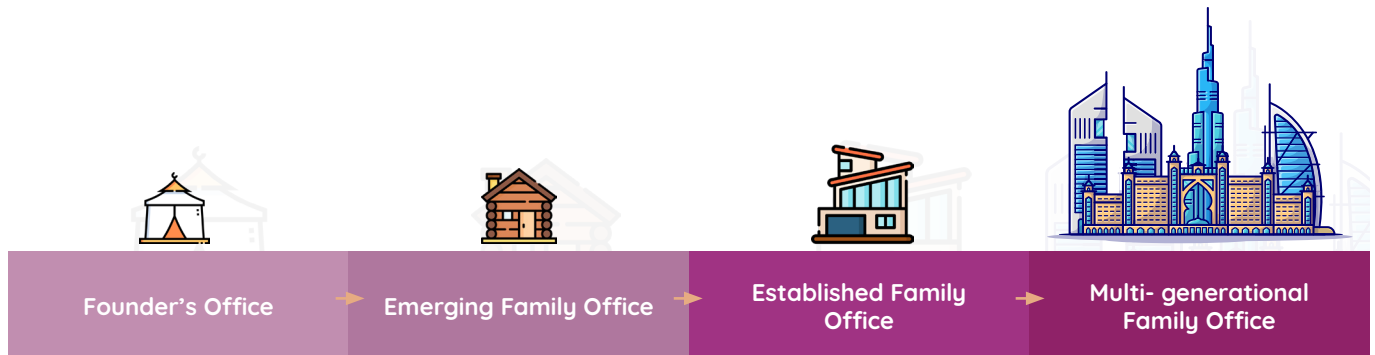 Founder’s Office
Emerging Family Office
Established Family
Office
Multi- generational
Family Office